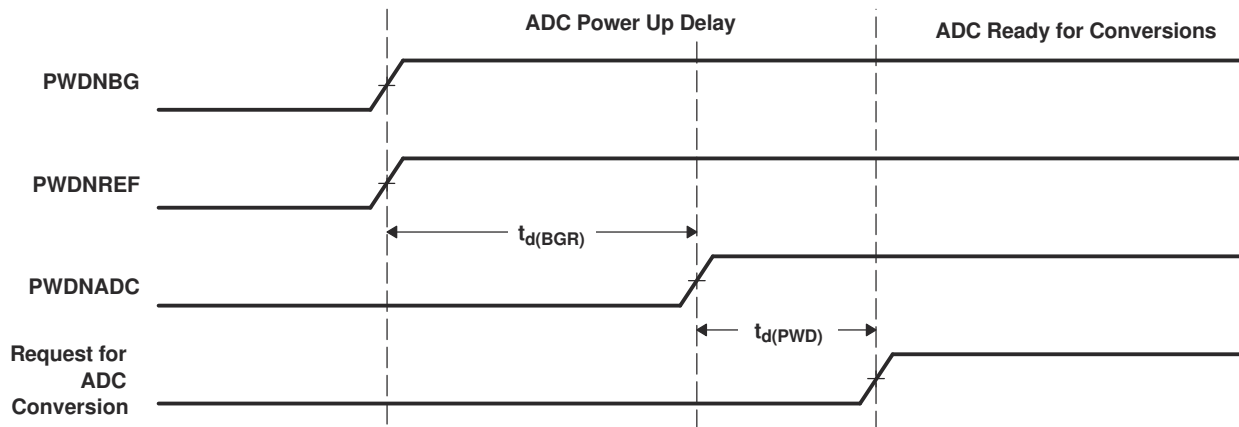 ADC Power Up Delay
ADC Ready for Conversions
PWDNBG
PWDNREF
td(BGR)
PWDNADC
td(PWD)
Request for
ADC
Conversion